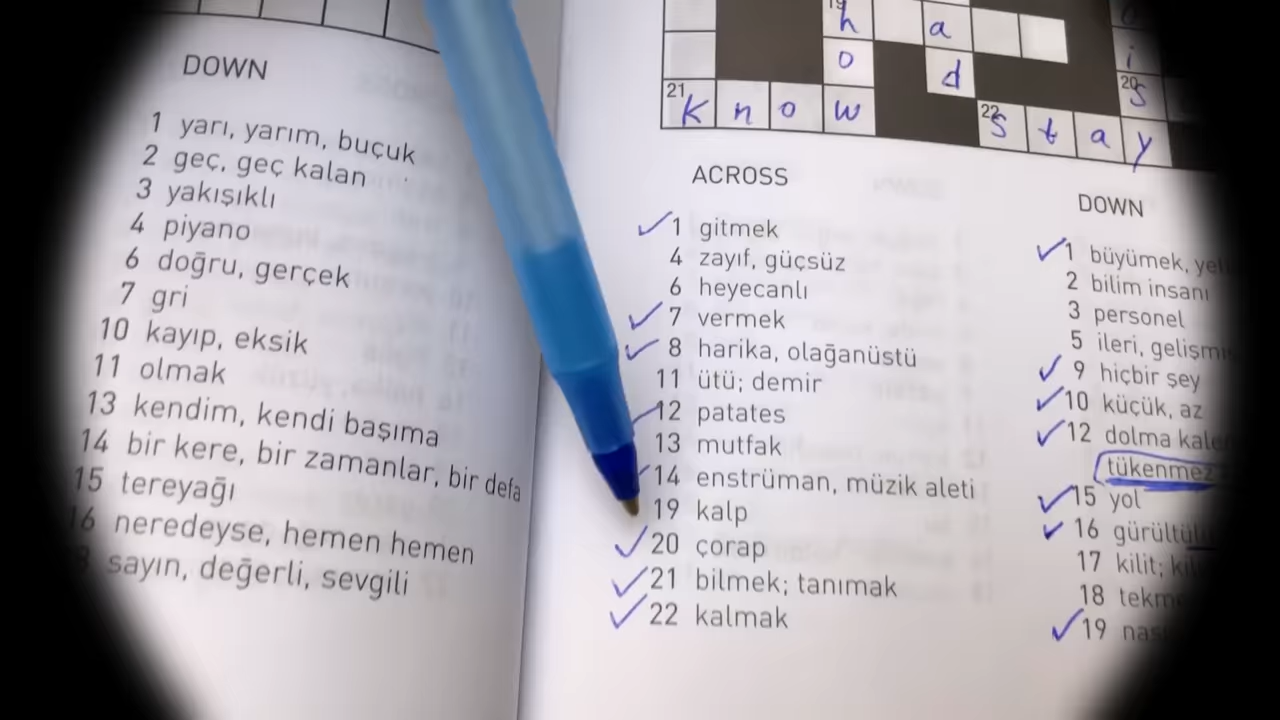 DOWN
1 yarı, yarım, buçuk
2 geç, geç kalan
3 yakışıklı
4 piyano
6 doğru, gerçek
7 gri
10 kayıp, eksik
11 olmak
13 kendim, kendi başıma
14 bir kere, bir zamanlar, bir defa
15 tereyağı
16 neredeyse, hemen hemen
sayın, değerli, sevgili
19
h a
o d i
20
s
21
k n o w
22
s t a y
ACROSS
1 gitmek
4 zayıf, güçsüz
6 heyecanlı
7 vermek
8 harika, olağanüstü
11 ütü; demir
12 patates
13 mutfak
14 enstrüman, müzik aleti
19 kalp
20 çorap
21 bilmek; tanımak
22 kalmak
DOWN
1 büyümek,
2 bilim insanı
3 personel
5 ileri,
9 hiçbir şey
10 küçük, az
12 dolma
tükenmez
15 yol
16
17 kilit;
18
19